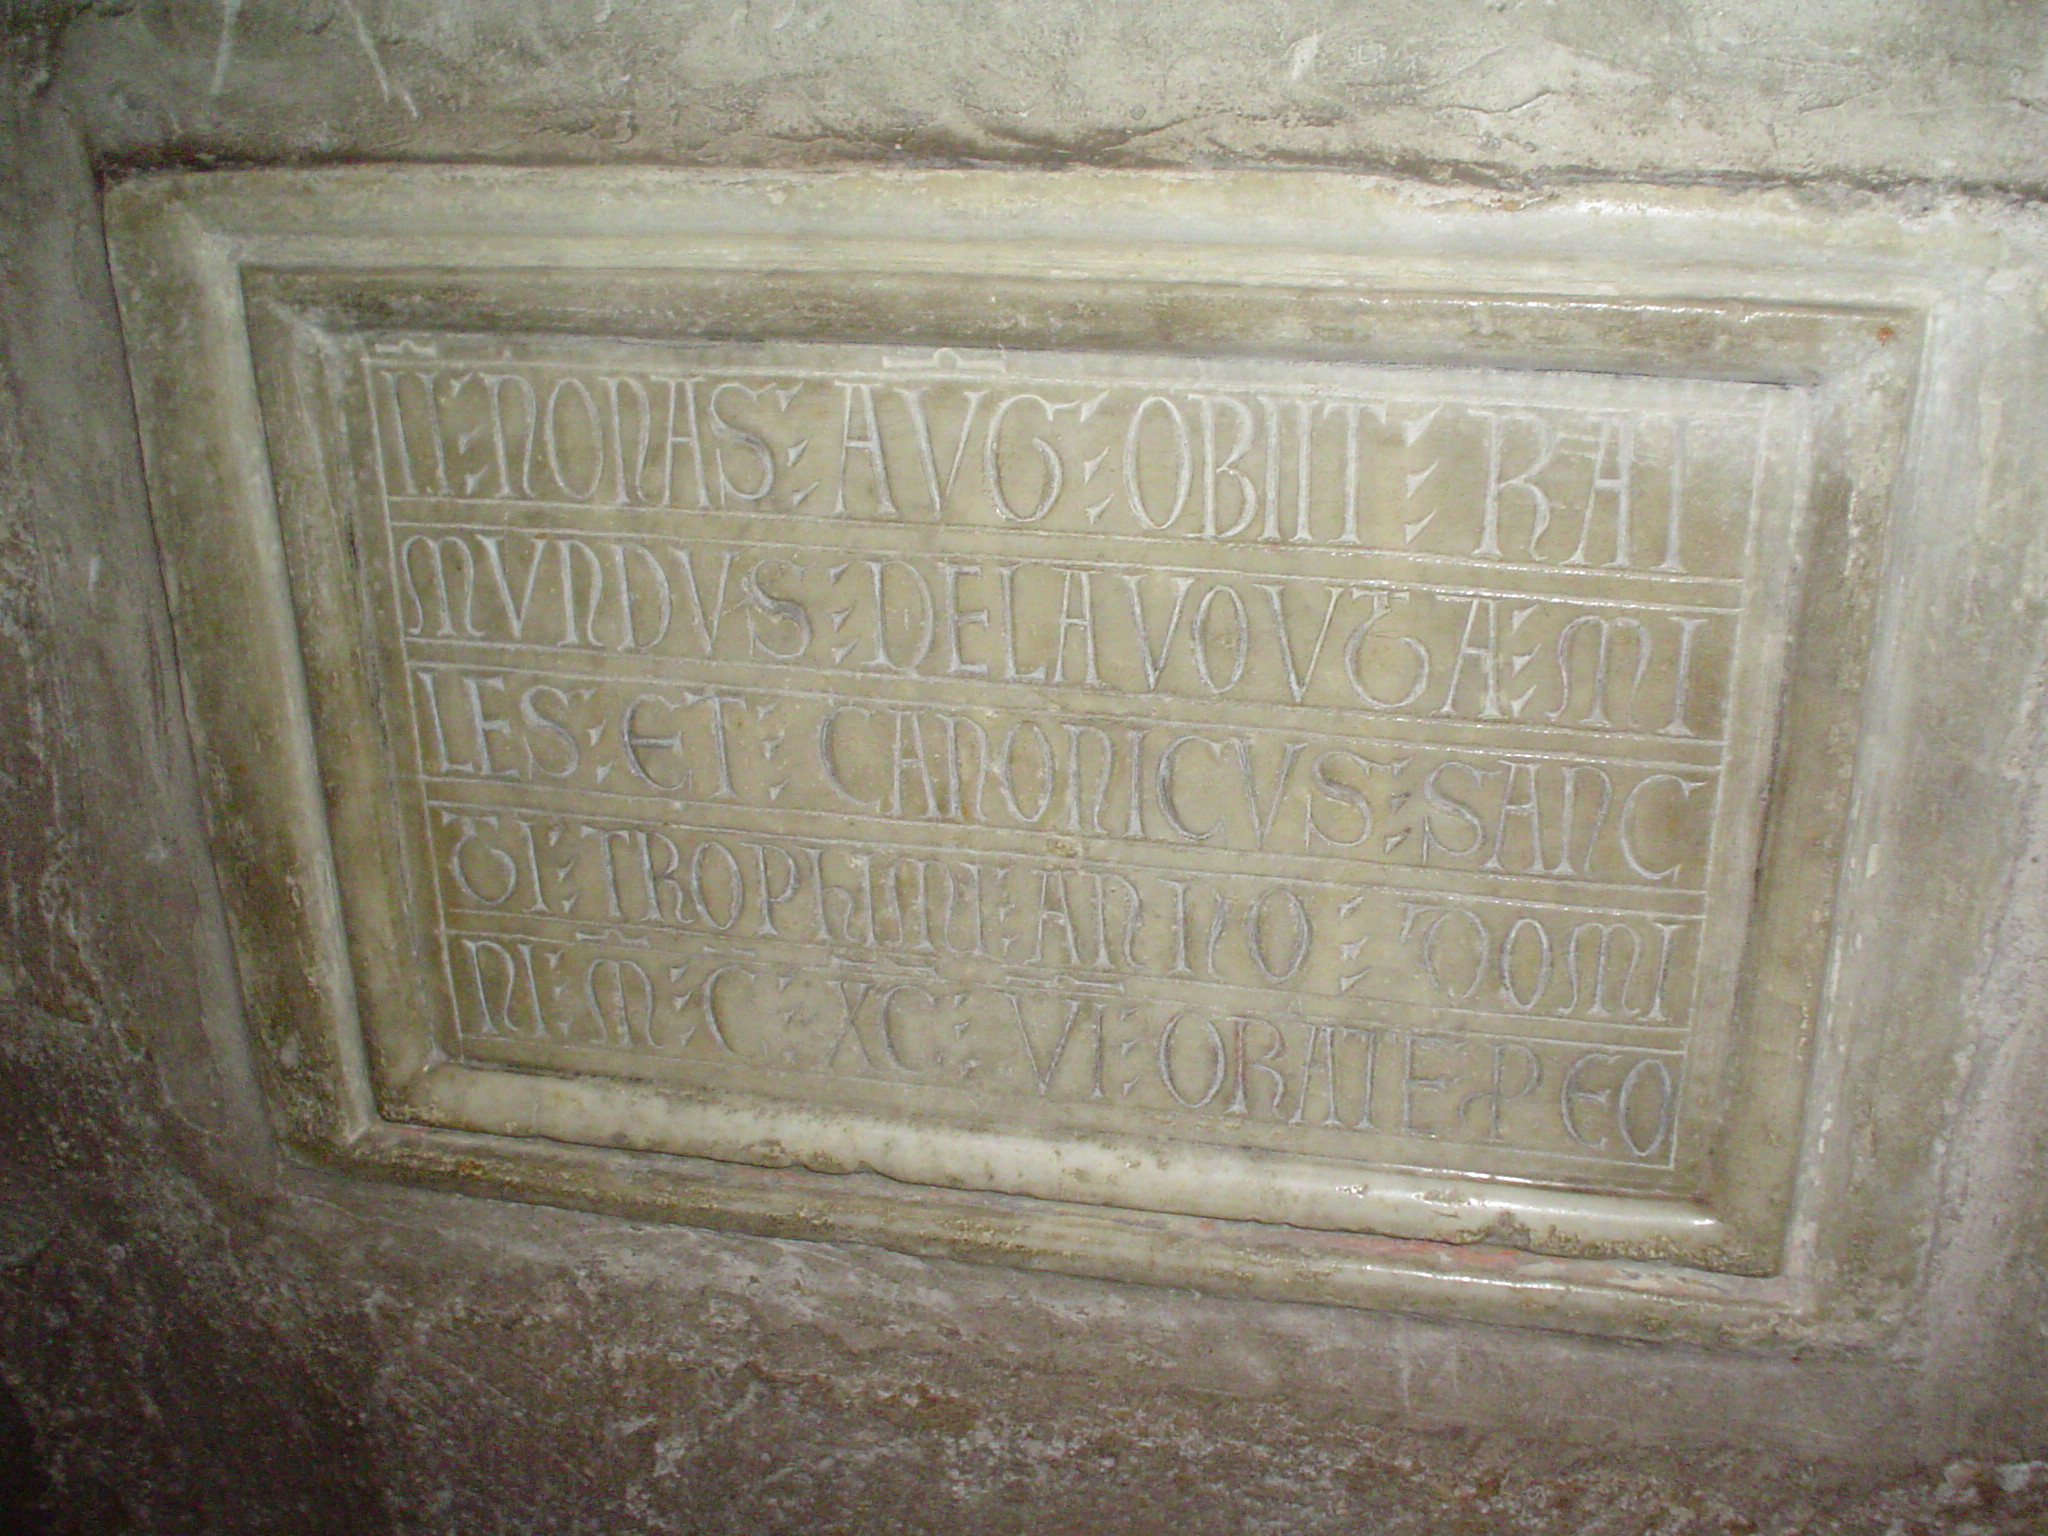 II : NONAS : AVG : OBIIT : RAI
MVNDVS : DELAVOVTA : MI
LES : ET : CANONICVS : SANC
TI : TROPHIMI : ANNO : DOMI
NI : M : C : XC : VI : ORATE P EO